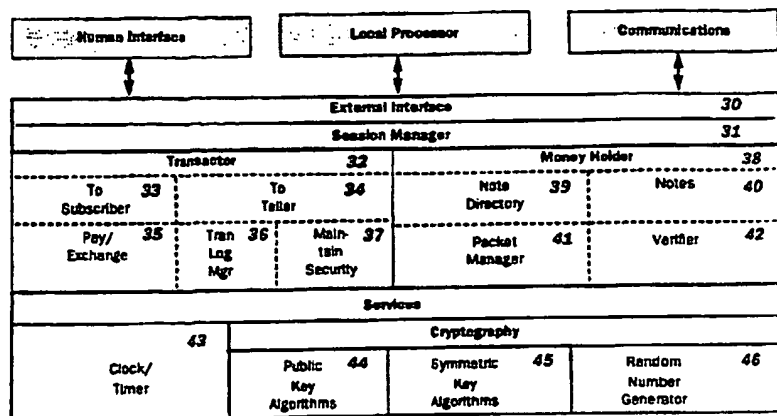 Human Interface
Local Processor
Communications
External Interface 30
Session Manager 31
Transactor 32
Money Holder 38
To 33
Subscriber
To 34
Teller
Note 39
Directory
Notes 40
Pay/ 35
Exchange
Tran 36
Log
Mgr
Main- 37
tain
Security
Packet 41
Manager
Verifier 42
Services
43
Clock/
Timer
Cryptography
Public 44
Key
Algorithms
Symmetric 45
Key
Algorithms
Random 46
Number
Generator